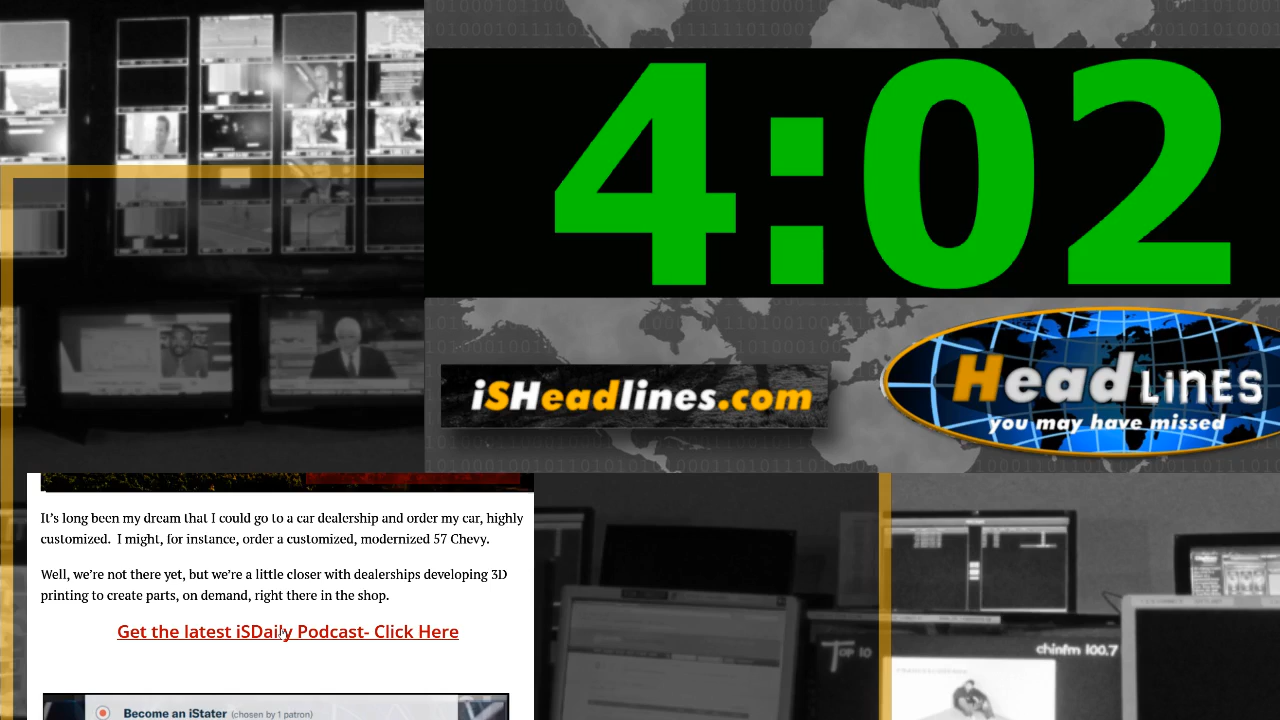 4:02
iSHeadlines.com
HeadLINES
you may have missed
It's long been my dream that I could go to a car dealership and order my car, highly
customized. I might, for instance, order a customized, modernized 57 Chevy.
Well, we're not there yet, but we're a little closer with dealerships developing 3D
printing to create parts, on demand, right there in the shop.
Get the latest iSDaily Podcast- Click Here
Become an iStater (chosen by 1 patron)
TOP 10
chinfm 100.7